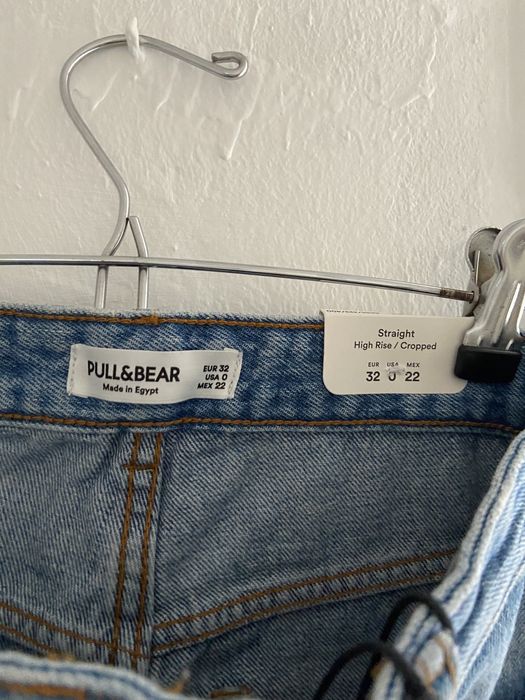 PULL&BEAR
Made in Egypt
EUR 32
USA 0
MEX 22
Straight
High Rise / Cropped
EUR USA MEX
32 0 22